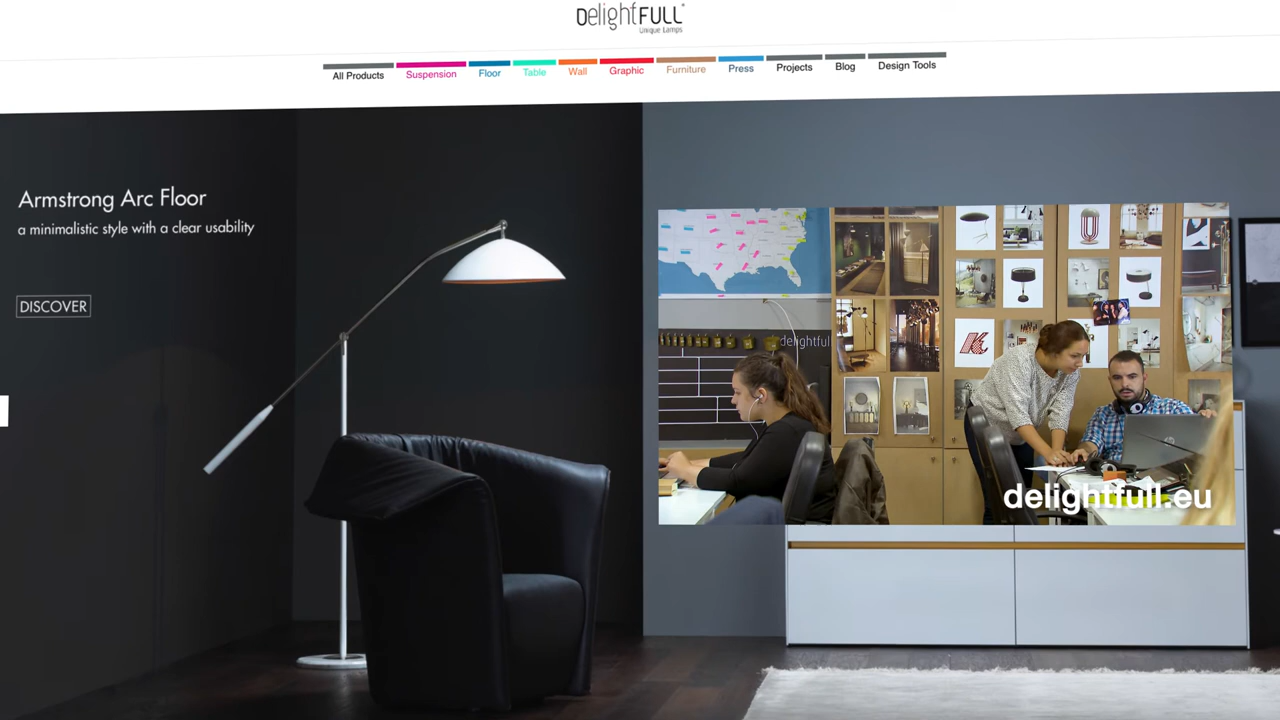 DelightFULL
Unique Lamps
All Products Suspension Floor Table Wall Graphic Furniture Press Projects Blog Design Tools
Armstrong Arc Floor
a minimalistic style with a clear usability
DISCOVER
delightfull
K
delightfull.eu